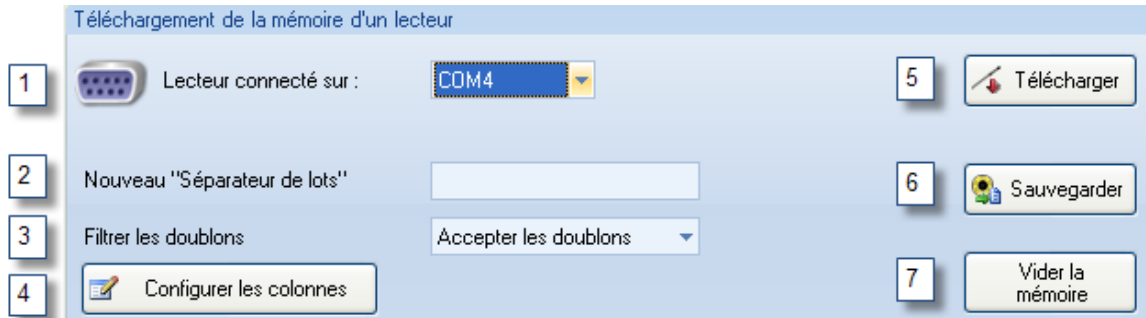 Téléchargement de la mémoire d'un lecteur
1 Lecteur connecté sur : COM4 5 Télécharger
2 Nouveau "Séparateur de lots" 6 Sauvegarder
3 Filtrer les doublons Accepter les doublons
4 Configurer les colonnes 7 Vider la
mémoire